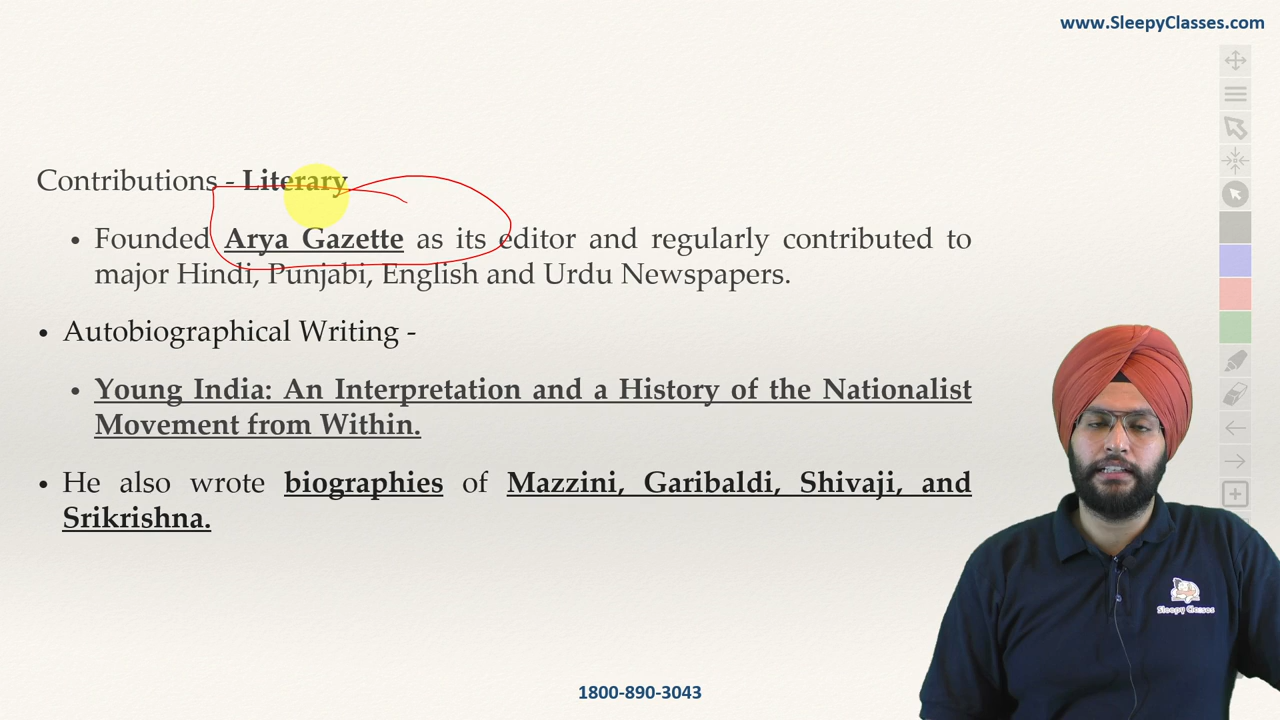 www.SleepyClasses.com
Contributions - Literary
• Founded Arya Gazette as its editor and regularly contributed to
major Hindi, Punjabi, English and Urdu Newspapers.
• Autobiographical Writing -
• Young India: An Interpretation and a History of the Nationalist
Movement from Within.
• He also wrote biographies of Mazzini, Garibaldi, Shivaji, and
Srikrishna.
Sleepy Classes
1800-890-3043